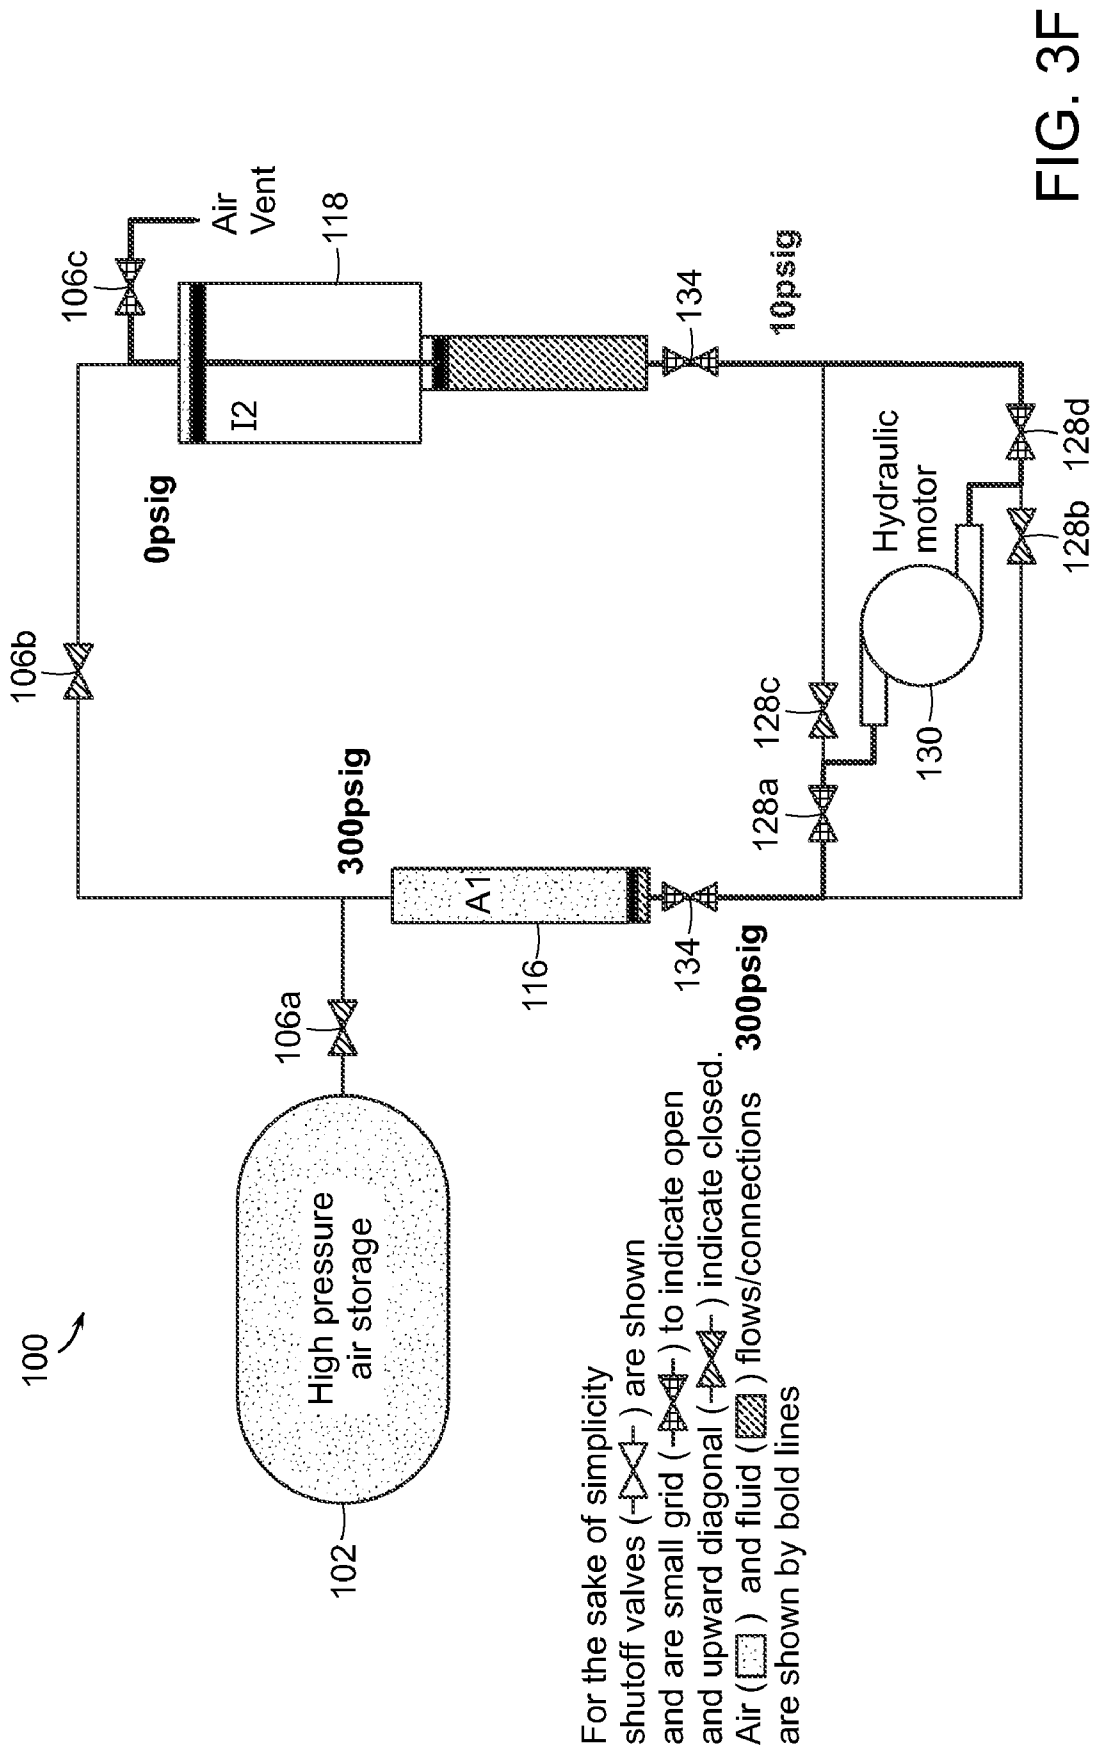 100
102
High pressure
air storage
106a
106b
106c
Air
Vent
118
I2
0psig
300psig
A1
116
134
300psig
134
10psig
128a
128c
130
Hydraulic
motor
128b
128d
For the sake of simplicity
shutoff valves ( ) are shown
and are small grid ( ) to indicate open
and upward diagonal ( ) indicate closed.
Air ( ) and fluid ( ) flows/connections
are shown by bold lines
FIG. 3F